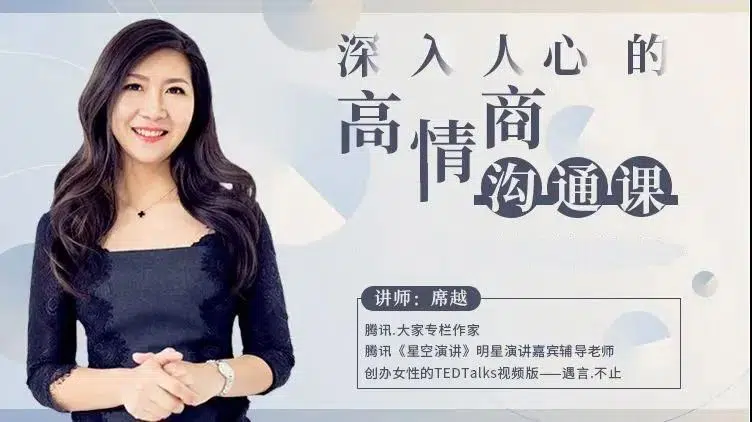 深入人心的
高情商
沟通课
讲师：席越
腾讯.大家专栏作家
腾讯《星空演讲》明星演讲嘉宾辅导老师
创办女性的TEDTalks视频版——遇言.不止